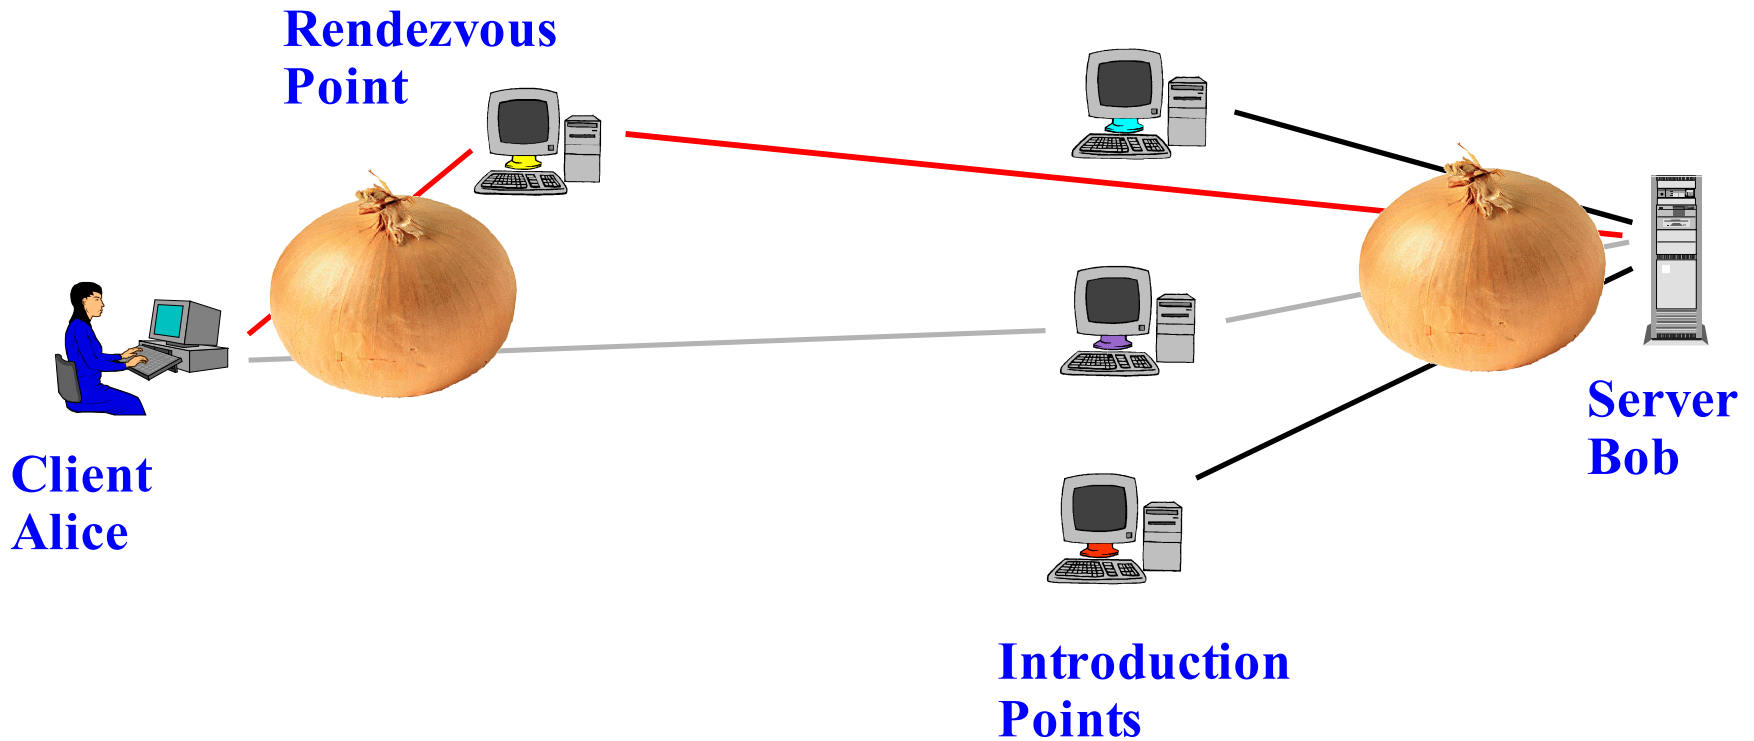 Rendezvous
Point
Client
Alice
Server
Bob
Introduction
Points